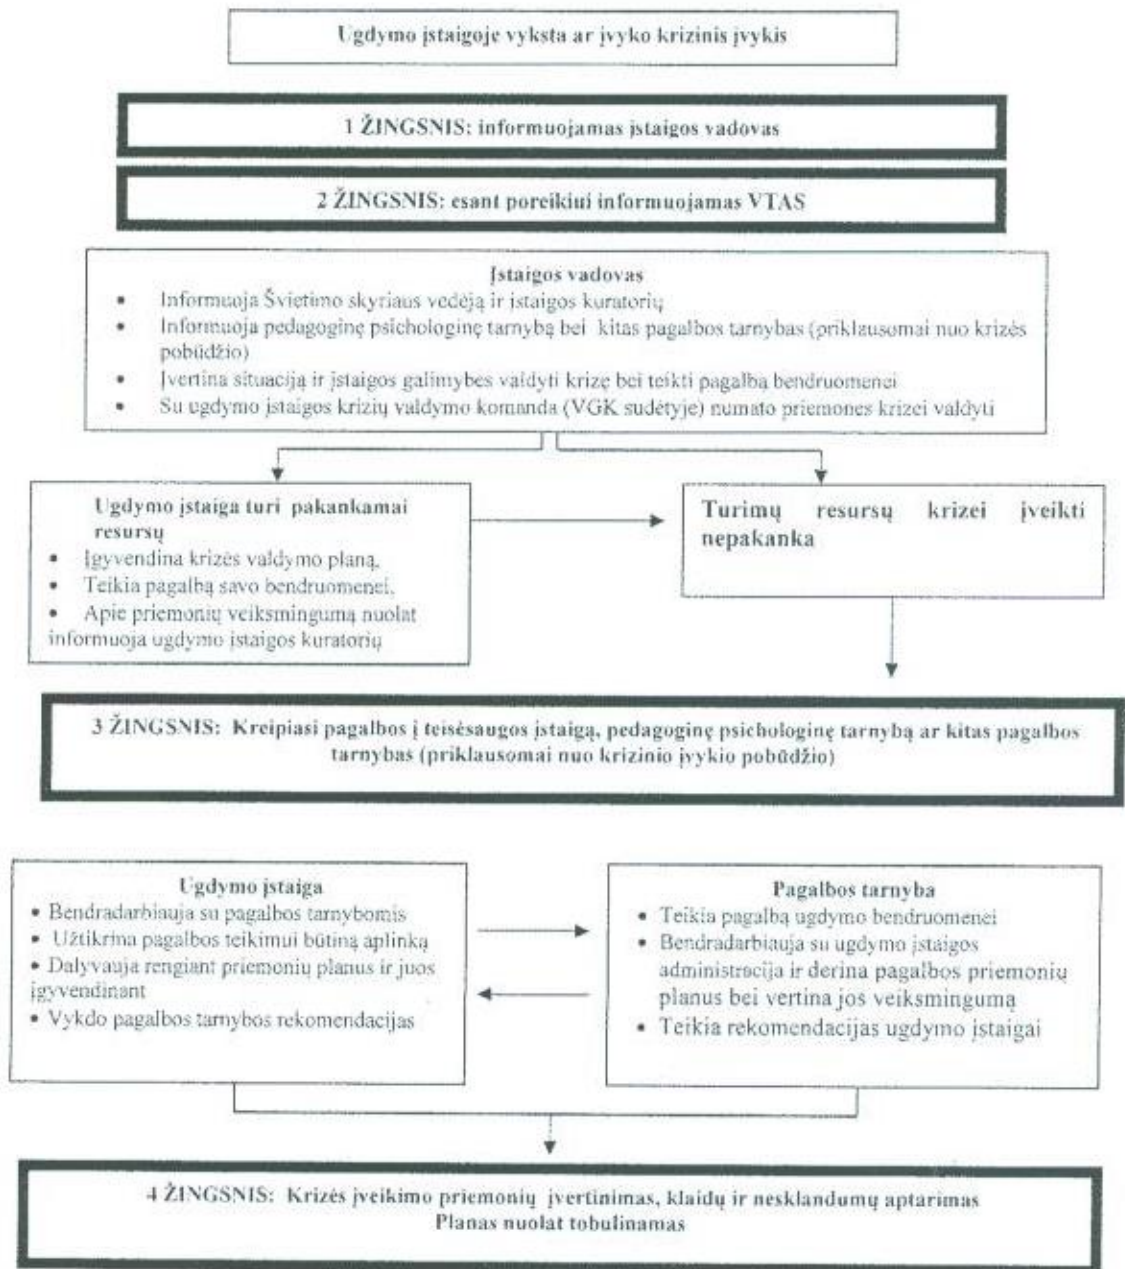 Ugdymo įstaigoje vyksta ar įvyko krizinis įvykis
1 ŽINGSNIS: informuojamas įstaigos vadovas
2 ŽINGSNIS: esant poreikiui informuojamas VTAS
Įstaigos vadovas
• Informuoja Švietimo skyriaus vedėją ir įstaigos kuratorių
• Informuoja pedagoginę psichologinę tarnybą bei kitas pagalbos tarnybas (priklausomai nuo krizės
pobūdžio)
• Įvertina situaciją ir įstaigos galimybes valdyti krizę bei teikti pagalbą bendruomenei
• Su ugdymo įstaigos krizių valdymo komanda (VGK sudėtyje) numato priemones krizei valdyti
Ugdymo įstaiga turi pakankamai
resursų
• Įgyvendina krizės valdymo planą.
• Teikia pagalbą savo bendruomenei.
• Apie priemonių veiksmingumą nuolat
informuoja ugdymo įstaigos kuratorių
Turimų resursų krizei įveikti
nepakanka
3 ŽINGSNIS: Kreipiasi pagalbos į teisėsaugos įstaigą, pedagoginę psichologinę tarnybą ar kitas pagalbos
tarnybas (priklausomai nuo krizinio įvykio pobūdžio)
Ugdymo įstaiga
• Bendradarbiauja su pagalbos tarnybomis
• Užtikrina pagalbos teikimui būtiną aplinką
• Dalyvauja rengiant priemonių planus ir juos
įgyvendinant
• Vykdo pagalbos tarnybos rekomendacijas
Pagalbos tarnyba
• Teikia pagalbą ugdymo bendruomenei
• Bendradarbiauja su ugdymo įstaigos
administracija ir derina pagalbos priemonių
planus bei vertina jos veiksmingumą
• Teikia rekomendacijas ugdymo įstaigai
4 ŽINGSNIS: Krizės įveikimo priemonių įvertinimas, klaidų ir nesklandumų aptarimas
Planas nuolat tobulinamas